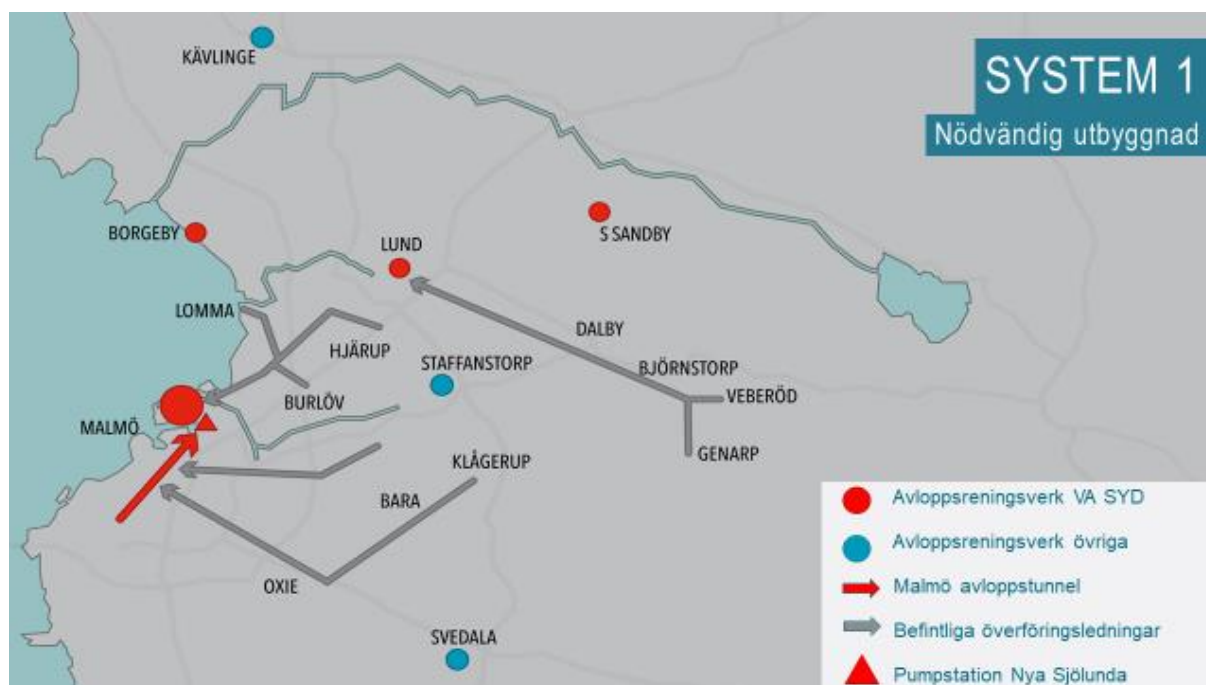 SYSTEM 1
Nödvändig utbyggnad
KÄVLINGE
BORGEBY
S SANDBY
LUND
LOMMA
DALBY
HJÄRUP
STAFFANSTORP
BJÖRNSTORP
VEBERÖD
BURLÖV
MALMÖ
GENARP
KLÅGERUP
BARA
OXIE
SVEDALA
Avloppsreningsverk VA SYD
Avloppsreningsverk övriga
Malmö avloppstunnel
Befintliga överföringsledningar
Pumpstation Nya Sjölunda